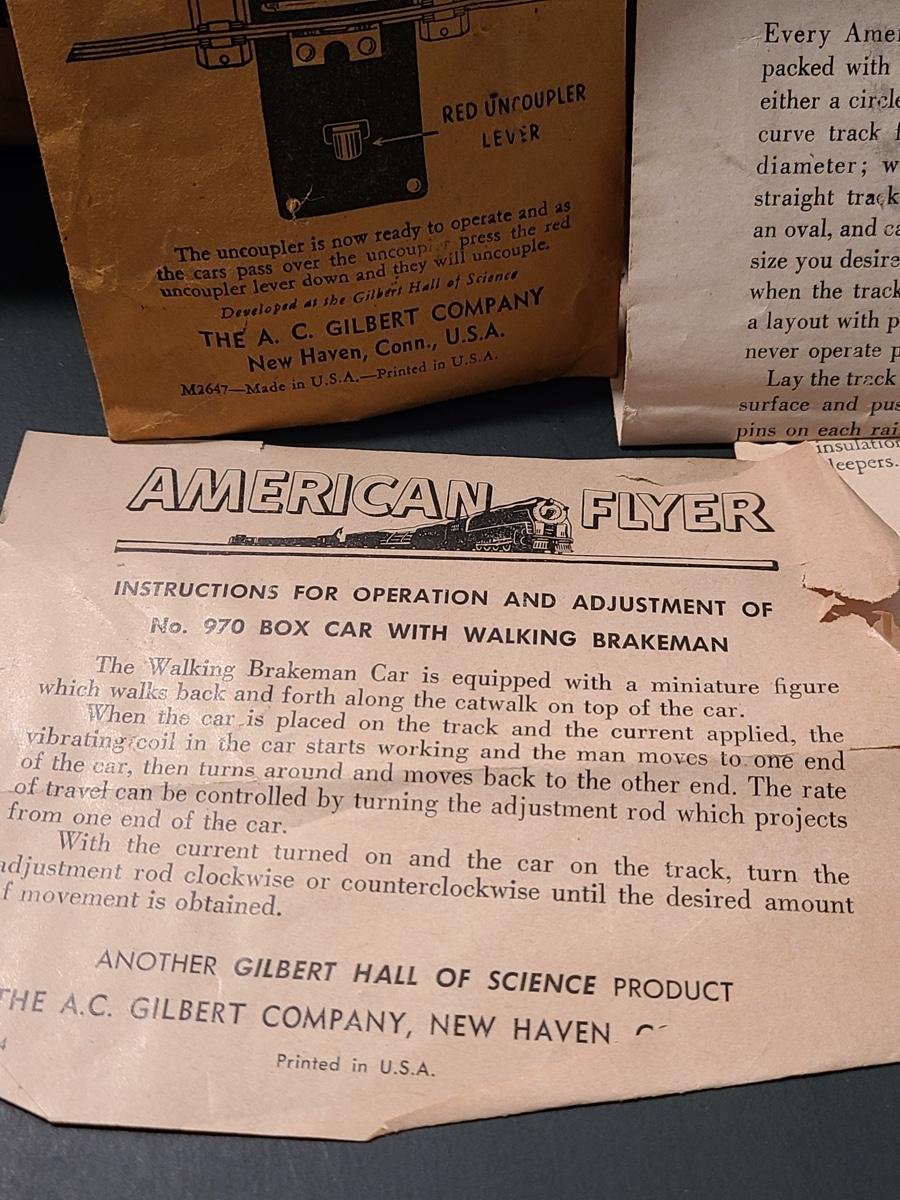 RED UNCOUPLER
LEVER
The uncoupler is now ready to operate and as
the cars pass over the press the red
uncoupler lever down and they will uncouple.
Developed at the Gilbert Hall of Science
THE A. C. GILBERT COMPANY
New Haven, Conn., U.S.A.
M2647—Made in U.S.A.—Printed in U.S.A.
Every
packed with
either a circle
curve track
diameter;
straight track
an oval, and
size you desire
when the track
a layout with
never operate
Lay the track
surface and
pins on each
insulation
AMERICAN FLYER
INSTRUCTIONS FOR OPERATION AND ADJUSTMENT OF
No. 970 BOX CAR WITH WALKING BRAKEMAN
The Walking Brakeman Car is equipped with a miniature figure
which walks back and forth along the catwalk on top of the car.
When the car is placed on the track and the current applied, the
vibrating coil in the car starts working and the man moves to one end
of the car, then turns around and moves back to the other end. The rate
of travel can be controlled by turning the adjustment rod which projects
from one end of the car.
With the current turned on and the car on the track, turn the
adjustment rod clockwise or counterclockwise until the desired amount
f movement is obtained.
ANOTHER GILBERT HALL OF SCIENCE PRODUCT
THE A.C. GILBERT COMPANY, NEW HAVEN
Printed in U.S.A.